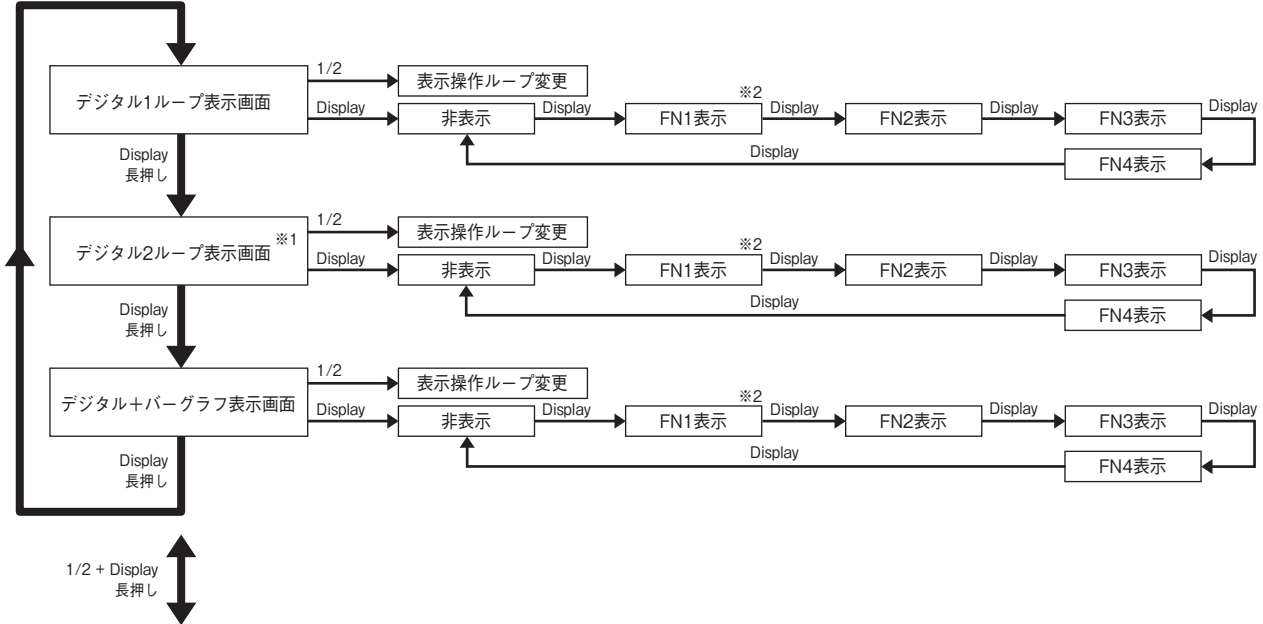 1/2
表示操作ループ変更
デジタル1ループ表示画面
※2
Display
非表示
Display
FN1表示
Display
FN2表示
Display
FN3表示
Display
Display
FN4表示
Display
長押し
1/2
表示操作ループ変更
デジタル2ループ表示画面 ※1
※2
Display
非表示
Display
FN1表示
Display
FN2表示
Display
FN3表示
Display
Display
FN4表示
Display
長押し
1/2
表示操作ループ変更
デジタル＋バーグラフ表示画面
※2
Display
非表示
Display
FN1表示
Display
FN2表示
Display
FN3表示
Display
Display
FN4表示
Display
長押し
1/2 + Display
長押し